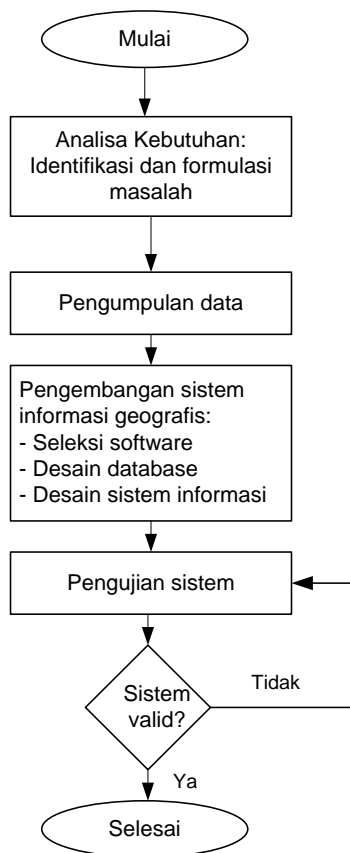 Mulai
Analisa Kebutuhan:
Identifikasi dan formulasi
masalah
Pengumpulan data
Pengembangan sistem
informasi geografis:
- Seleksi software
- Desain database
- Desain sistem informasi
Pengujian sistem
Sistem
valid?
Tidak
Ya
Selesai